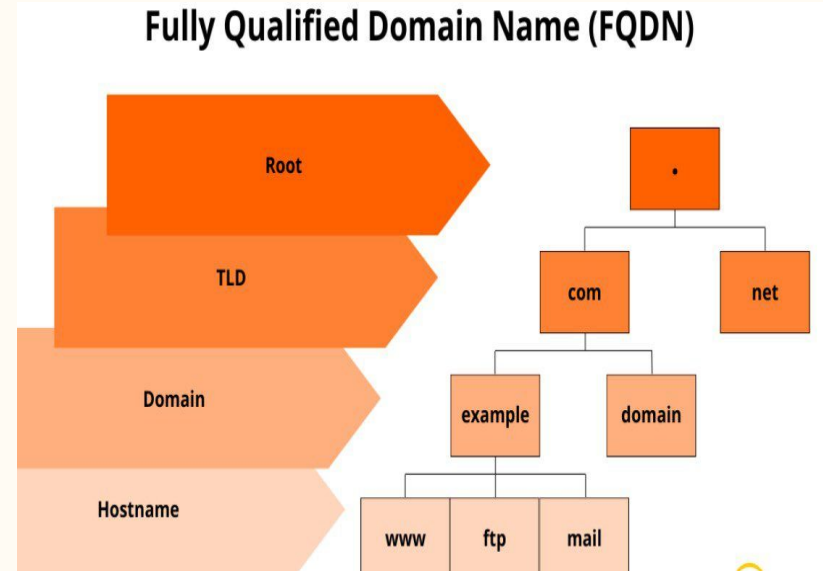 Fully Qualified Domain Name (FQDN)
Root
.
TLD
com
net
Domain
example
domain
Hostname
www
ftp
mail